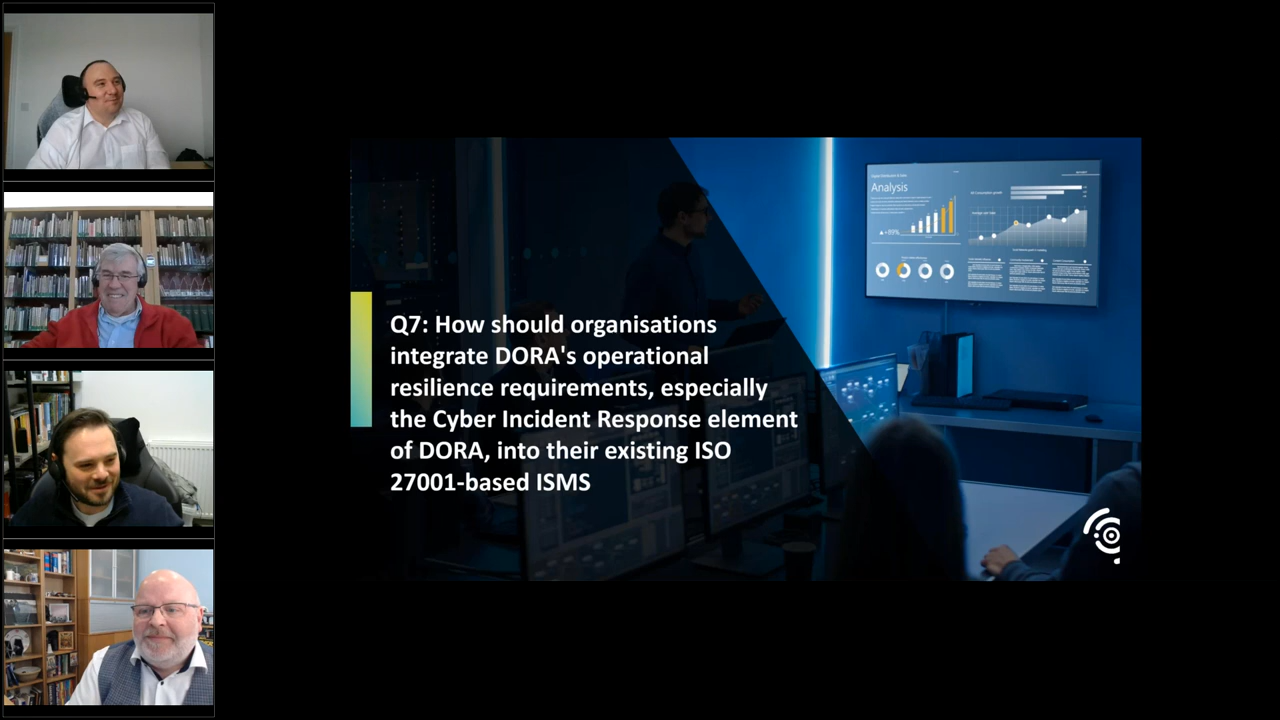 Q7: How should organisations
integrate DORA's operational
resilience requirements, especially
the Cyber Incident Response element
of DORA, into their existing ISO
27001-based ISMS
Analysis
+89%